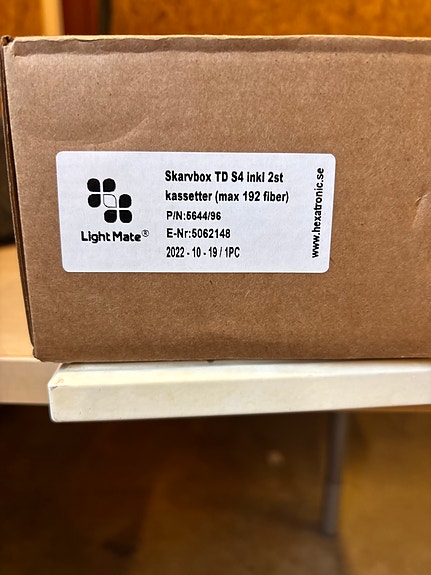 Skarvbox TD S4 inkl 2st
kassetter (max 192 fiber)
P/N:5644/96
E-Nr:5062148
2022 - 10 - 19 / 1PC
Light Mate®
www.hexatronic.se